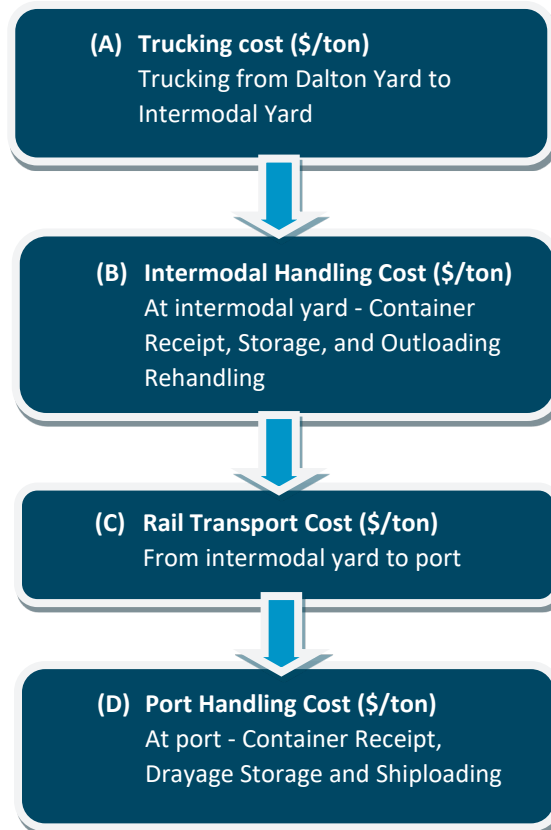 (A) Trucking cost ($/ton)
Trucking from Dalton Yard to
Intermodal Yard
(B) Intermodal Handling Cost ($/ton)
At intermodal yard - Container
Receipt, Storage, and Outloading
Rehandling
(C) Rail Transport Cost ($/ton)
From intermodal yard to port
(D) Port Handling Cost ($/ton)
At port - Container Receipt,
Drayage Storage and Shiploading